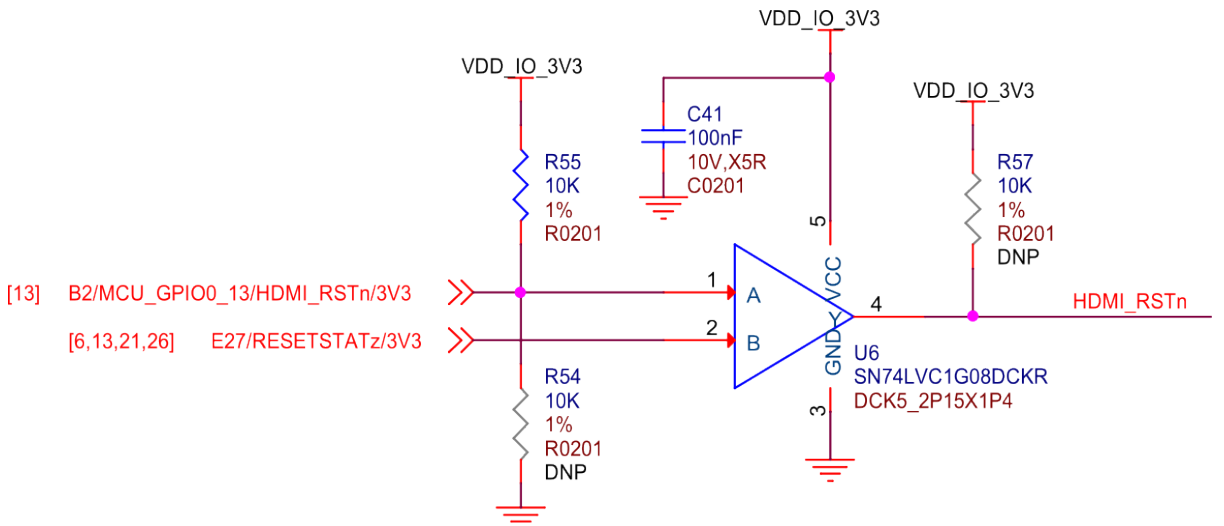 VDD_IO_3V3
VDD_IO_3V3
VDD_IO_3V3
C41
100nF
10V,X5R
C0201
R55
10K
1%
R0201
R57
10K
1%
R0201
DNP
5
VCC
[13] B2/MCU_GPIO0_13/HDMI_RSTn/3V3
1
A
[6,13,21,26] E27/RESETSTATz/3V3
2
B
Y
4
HDMI_RSTn
GND
3
U6
SN74LVC1G08DCKR
DCK5_2P15X1P4
R54
10K
1%
R0201
DNP